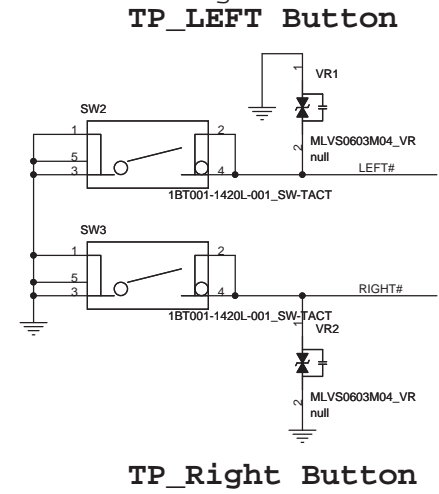 TP_LEFT Button
1
VR1
SW2
1
2
MLVS0603M04_VR
null
2
5
3
4
LEFT#
1BT001-1420L-001_SW-TACT
SW3
1
2
5
3
4
RIGHT#
1BT001-1420L-001_SW-TACT
1
VR2
MLVS0603M04_VR
2
null
TP_Right Button